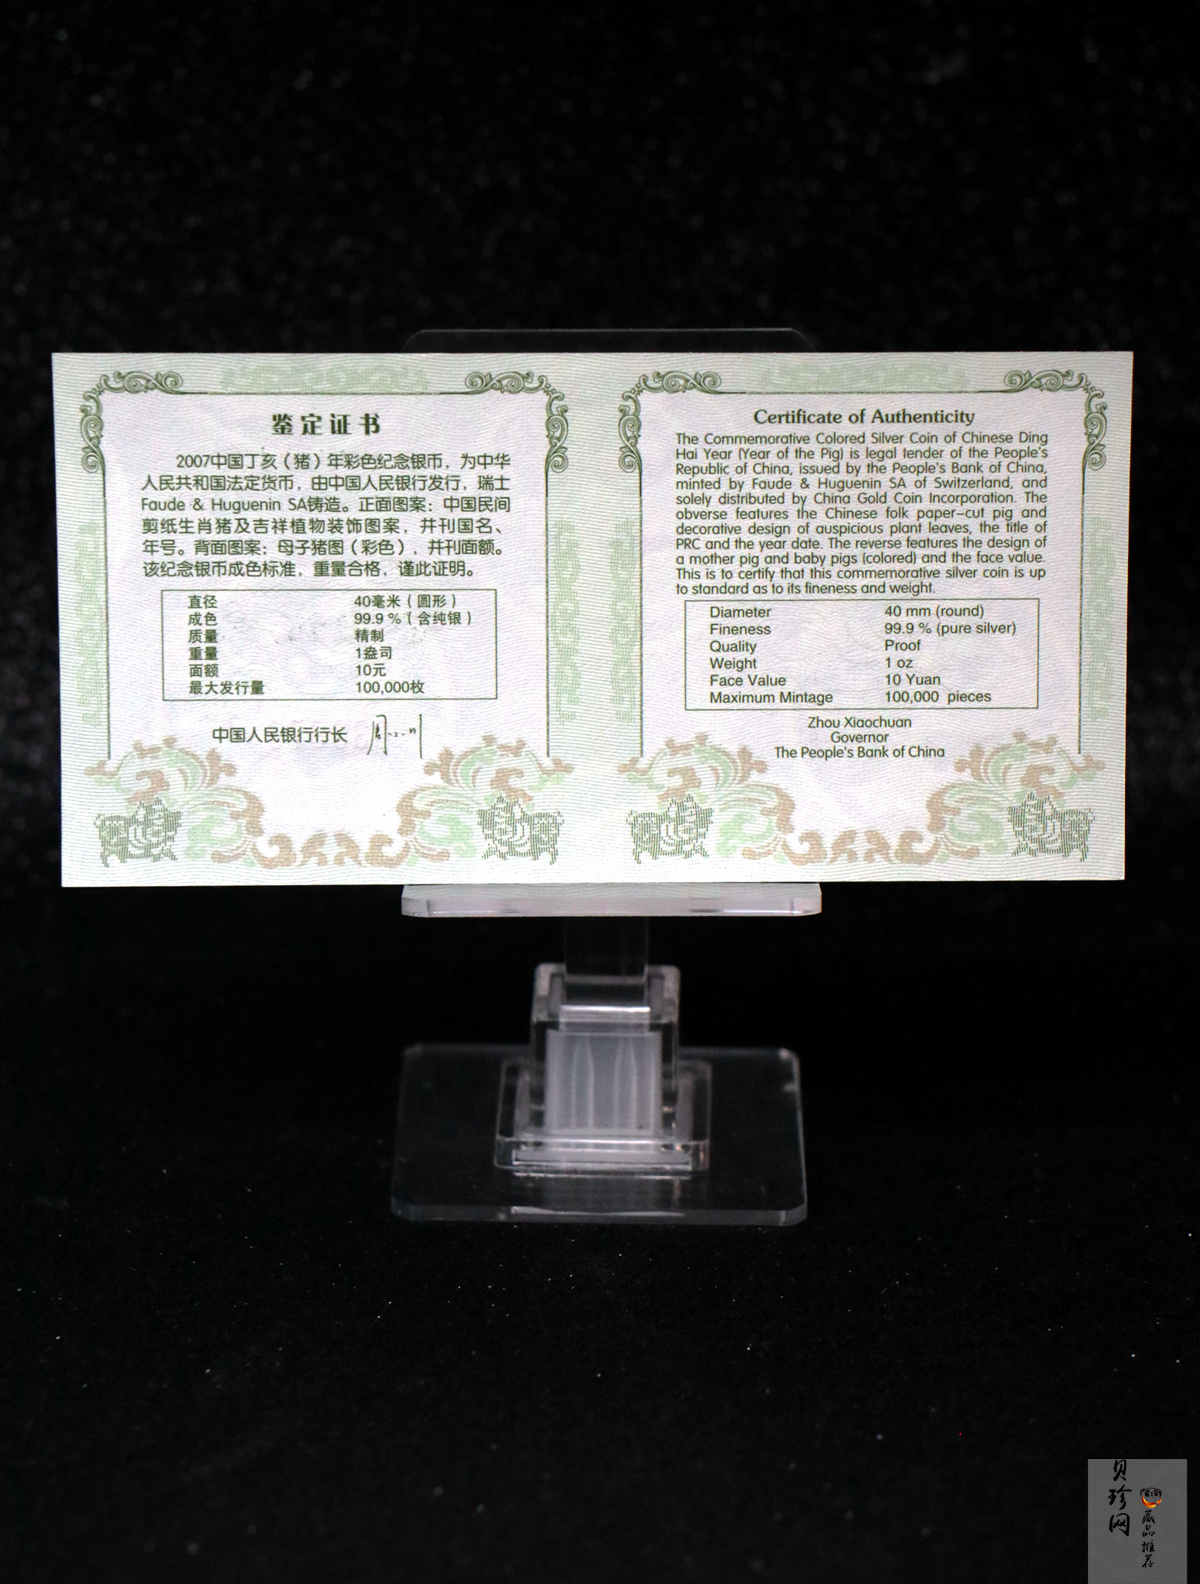 鉴定证书
2007中国丁亥（猪）年彩色纪念银币，为中华
人民共和国法定货币，由中国人民银行发行，瑞士
Faude & Huguenin SA铸造。正面图案：中国民间
剪纸生肖猪及吉祥植物装饰图案，并刊国名、
年号。背面图案：母子猪图（彩色），并刊面额。
该纪念银币成色标准，重量合格，谨此证明。
直径 40毫米（圆形）
成色 99.9 %（含纯银）
质量 精制
重量 1盎司
面额 10元
最大发行量 100,000枚
中国人民银行行长
Certificate of Authenticity
The Commemorative Colored Silver Coin of Chinese Ding
Hai Year (Year of the Pig) is legal tender of the People's
Republic of China, issued by the People's Bank of China,
minted by Faude & Huguenin SA of Switzerland, and
solely distributed by China Gold Coin Incorporation. The
obverse features the Chinese folk paper-cut pig and
decorative design of auspicious plant leaves, the title of
PRC and the year date. The reverse features the design of
a mother pig and baby pigs (colored) and the face value.
This is to certify that this commemorative silver coin is up
to standard as to its fineness and weight.
Diameter 40 mm (round)
Fineness 99.9 % (pure silver)
Quality Proof
Weight 1 oz
Face Value 10 Yuan
Maximum Mintage 100,000 pieces
Zhou Xiaochuan
Governor
The People's Bank of China
贝珍网
藏品推荐